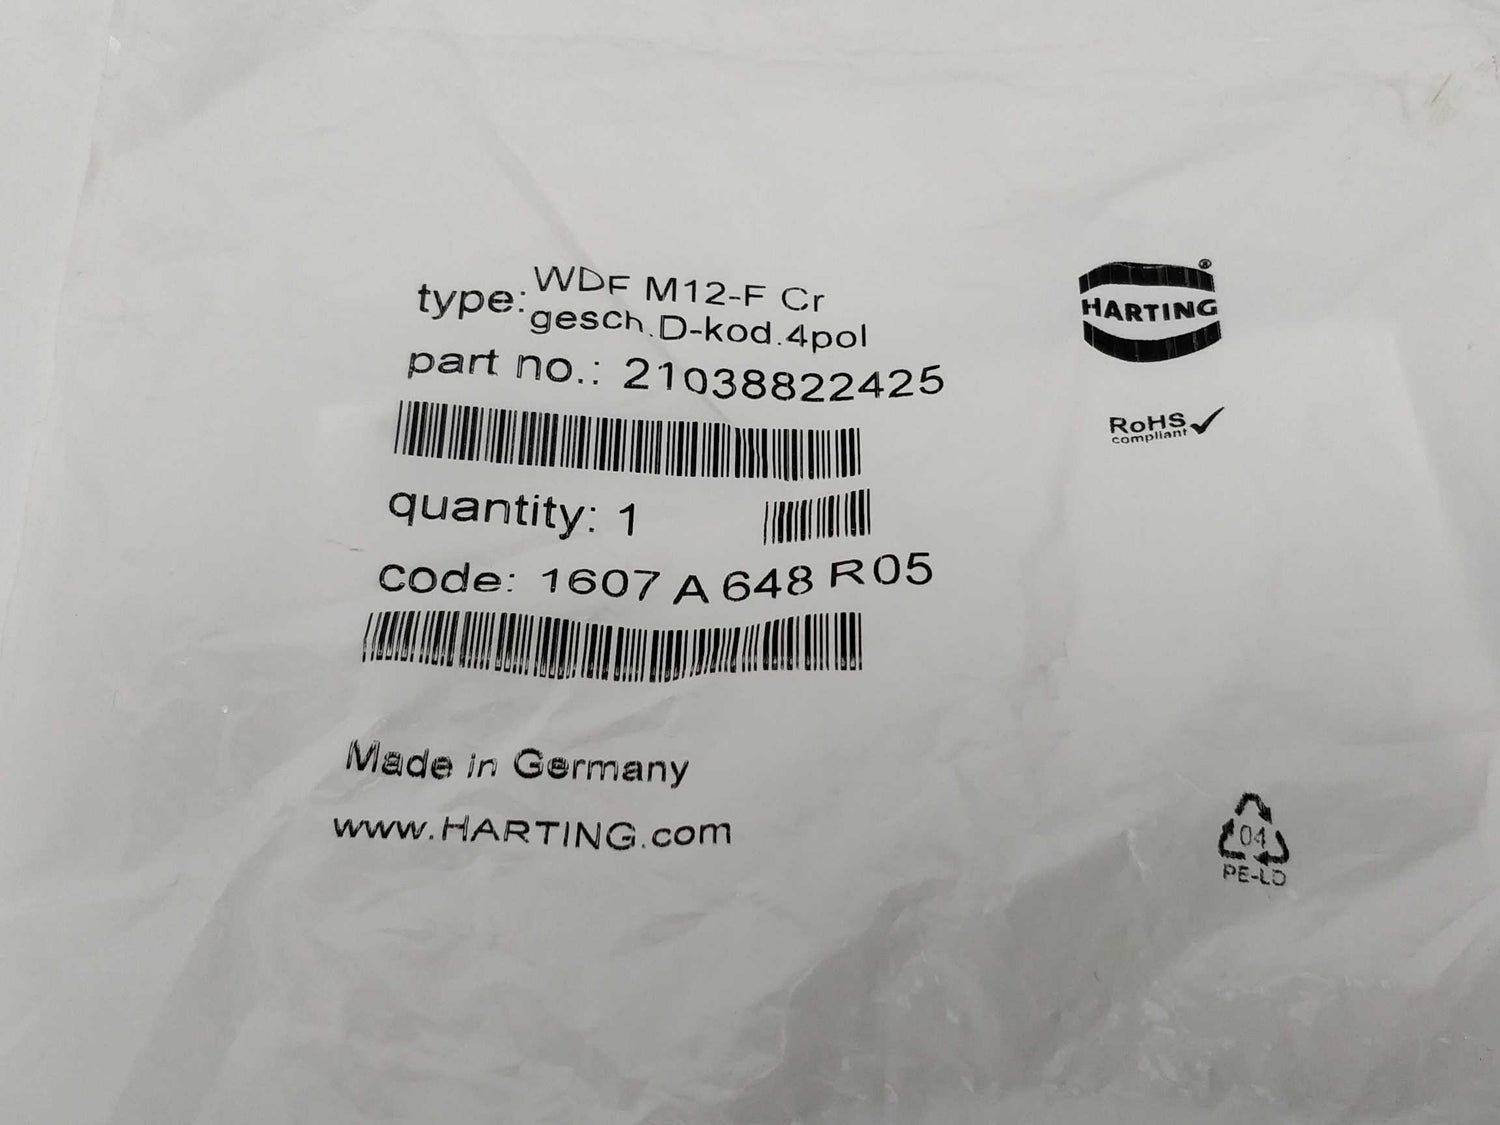 type: WDF M12-F Cr
gesch.D-kod.4pol
part no.: 21038822425
quantity: 1
code: 1607 A 648 R05
Made in Germany
www.HARTING.com
HARTING®
RoHS
compliant
04
PE-LD